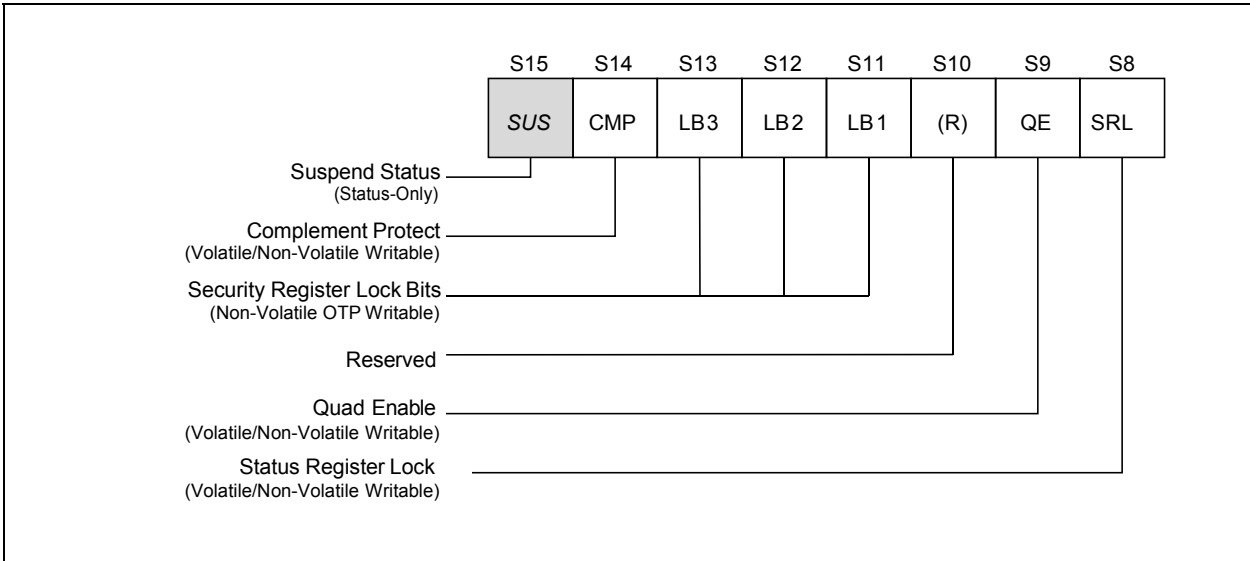 S15 S14 S13 S12 S11 S10 S9 S8
SUS CMP LB3 LB2 LB1 (R) QE SRL
Suspend Status
(Status-Only)
Complement Protect
(Volatile/Non-Volatile Writable)
Security Register Lock Bits
(Non-Volatile OTP Writable)
Reserved
Quad Enable
(Volatile/Non-Volatile Writable)
Status Register Lock
(Volatile/Non-Volatile Writable)